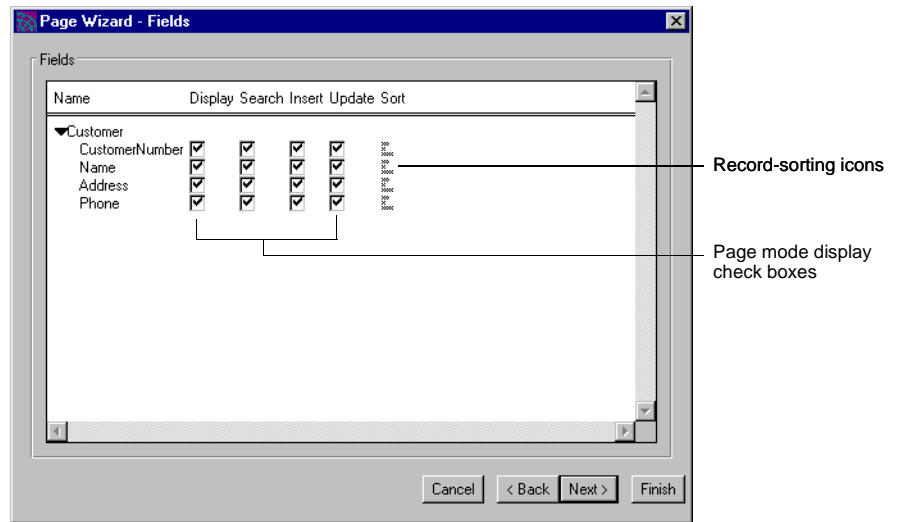 Page Wizard - Fields
Fields
Name Display Search Insert Update Sort
Customer
CustomerNumber
Name
Address
Phone
Record-sorting icons
Page mode display
check boxes
Cancel < Back Next > Finish